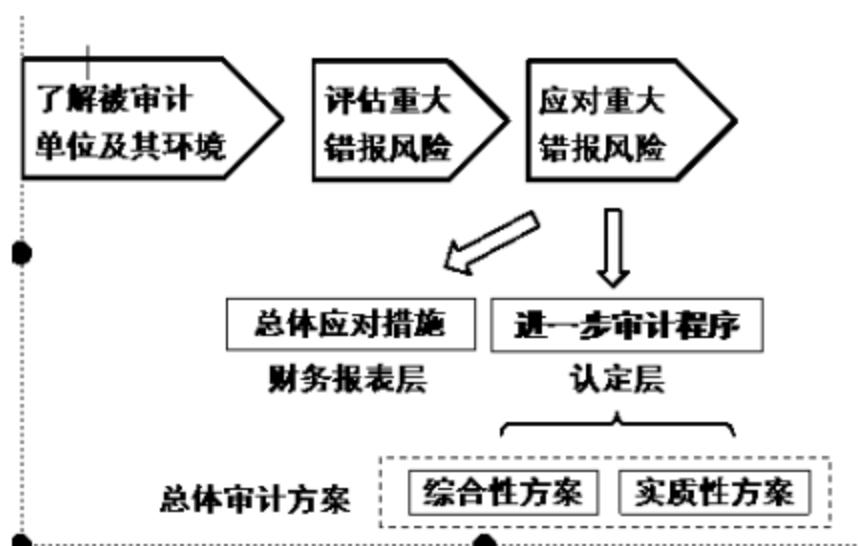 了解被审计
单位及其环境
评估重大
错报风险
应对重大
错报风险
总体应对措施
进一步审计程序
财务报表层
认定层
总体审计方案
综合性方案
实质性方案